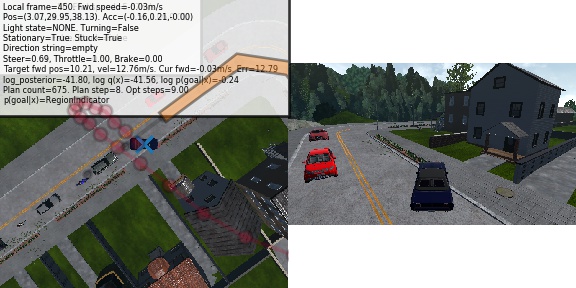 Local frame=450. Fwd speed=-0.03m/s
Pos=(3.07,29.95,38.13). Acc=(-0.16,0.21,-0.00)
Light state=NONE. Turning=False
Stationary=True. Stuck=True
Direction string=empty
Steer=0.69, Throttle=1.00, Brake=0.00
Target fwd pos=10.21, vel=12.76m/s. Cur fwd=-0.03m/s, Err=12.79
log_posterior=-41.80, log q(x)=-41.56, log p(goal|x)=-0.24
Plan count=675. Plan step=8. Opt steps=9.00
p(goal|x)=RegionIndicator